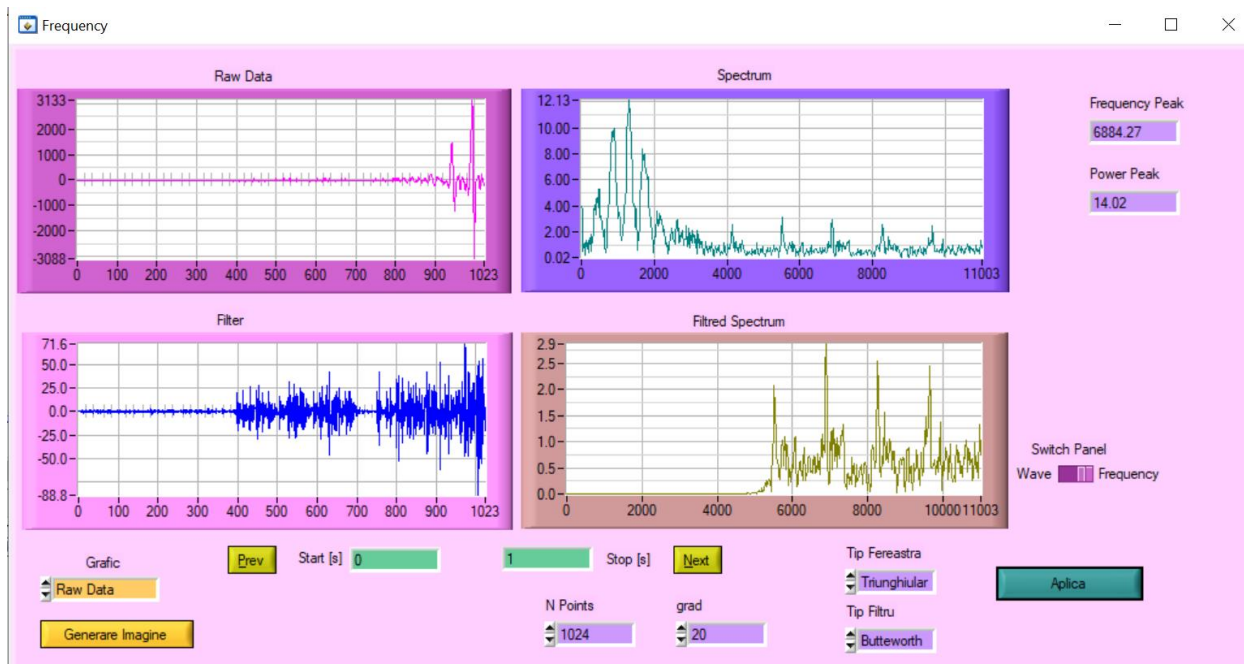 Frequency
Raw Data
3133
2000
1000
0
-1000
-2000
-3088
0 100 200 300 400 500 600 700 800 900 1023
Spectrum
12.13
10.00
8.00
6.00
4.00
2.00
0.02
0 2000 4000 6000 8000 11003
Frequency Peak
6884.27
Power Peak
14.02
Filter
71.6
50.0
25.0
0.0
-25.0
-50.0
-88.8
0 100 200 300 400 500 600 700 800 900 1023
Filtred Spectrum
2.9
2.5
2.0
1.5
1.0
0.5
0.0
0 2000 4000 6000 8000 10000 11003
Switch Panel
Wave Frequency
Grafic
Raw Data
Generare Imagine
Prev Start [s] 0 1 Stop [s] Next
N Points
1024
grad
20
Tip Fereastra
Triunghiular
Tip Filtru
Butteworth
Aplica